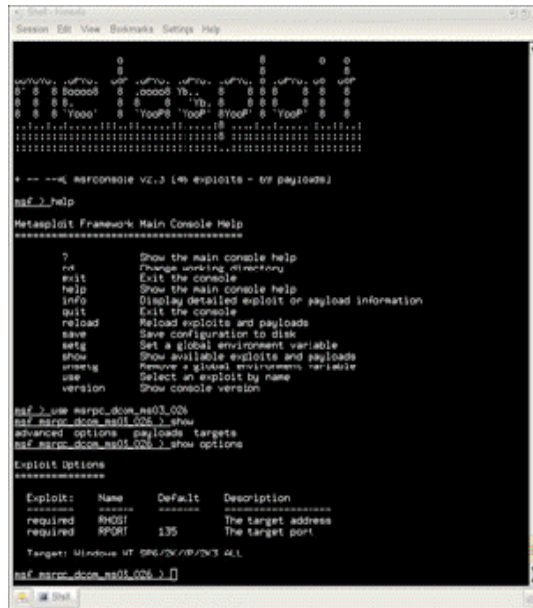 Shell - Konsole
Session Edit View Bookmarks Settings Help
+ -- --=[ msfconsole v2.3 [46 exploits - 69 payloads]
msf > help
Metasploit Framework Main Console Help
======================================
? Show the main console help
cd Change working directory
exit Exit the console
help Show the main console help
info Display detailed exploit or payload information
quit Exit the console
reload Reload exploits and payloads
save Save configuration to disk
setg Set a global environment variable
show Show available exploits and payloads
unsetg Remove a global environment variable
use Select an exploit by name
version Show console version
msf > use msrpc_dcom_ms03_026
msf msrpc_dcom_ms03_026 > show
advanced options payloads targets
msf msrpc_dcom_ms03_026 > show options
Exploit Options
===============
Exploit: Name Default Description
-------- ------ ------- ------------------
required RHOST The target address
required RPORT 135 The target port
Target: Windows NT SP6/2K/XP/2K3 ALL
msf msrpc_dcom_ms03_026 >
Shell